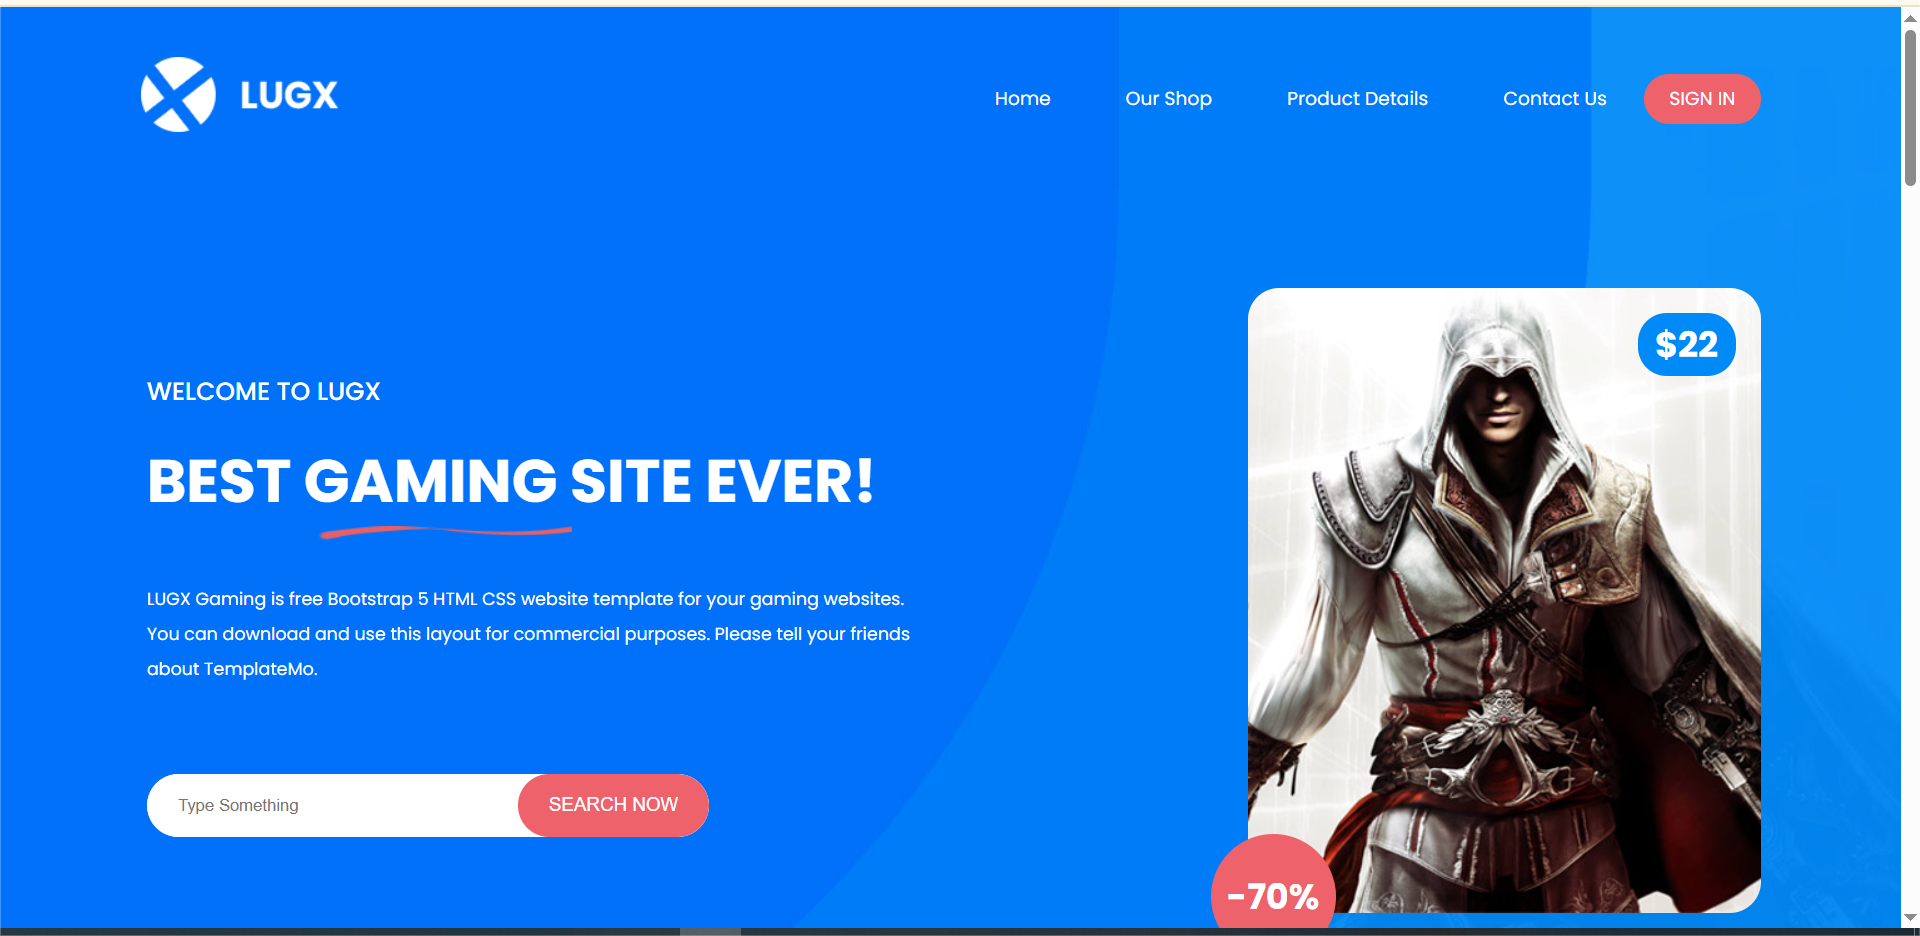 LUGX
Home
Our Shop
Product Details
Contact Us
SIGN IN
$22
WELCOME TO LUGX
BEST GAMING SITE EVER!
LUGX Gaming is free Bootstrap 5 HTML CSS website template for your gaming websites.
You can download and use this layout for commercial purposes. Please tell your friends
about TemplateMo.
Type Something
SEARCH NOW
-70%